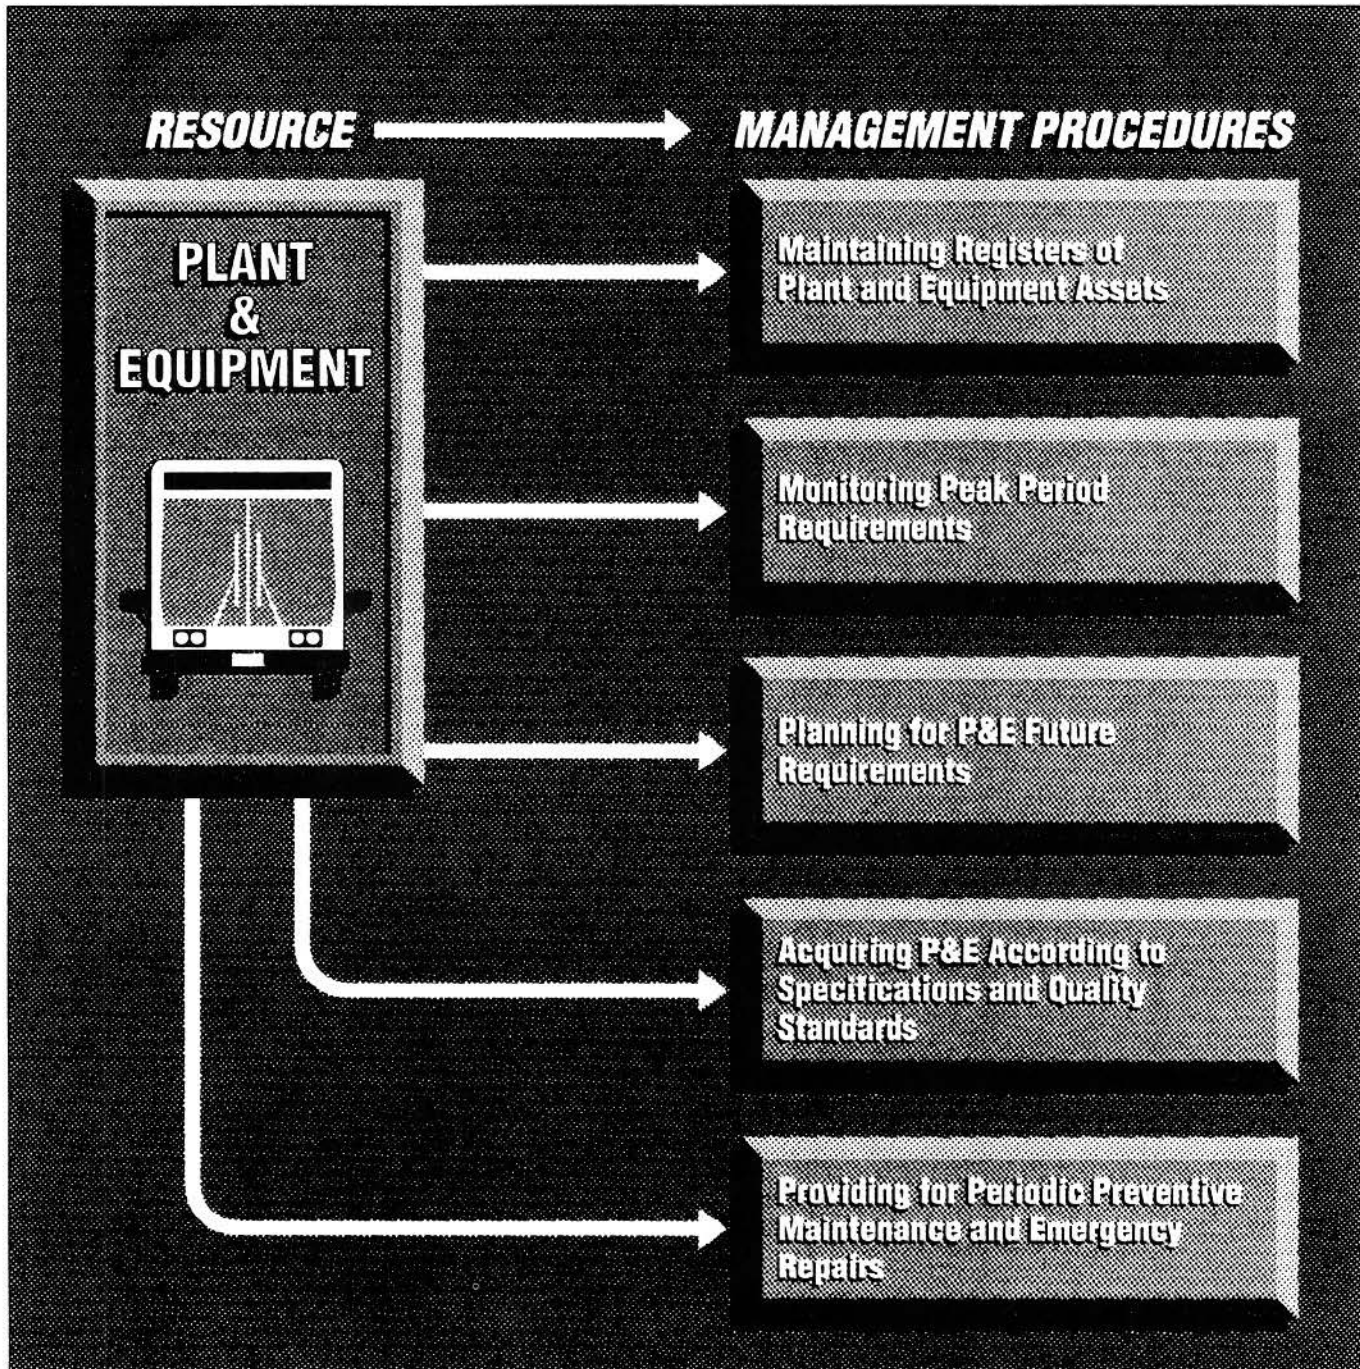 RESOURCE
MANAGEMENT PROCEDURES
PLANT
&
EQUIPMENT
Maintaining Registers of
Plant and Equipment Assets
Monitoring Peak Period
Requirements
Planning for P&E Future
Requirements
Acquiring P&E According to
Specifications and Quality
Standards
Providing for Periodic Preventive
Maintenance and Emergency
Repairs